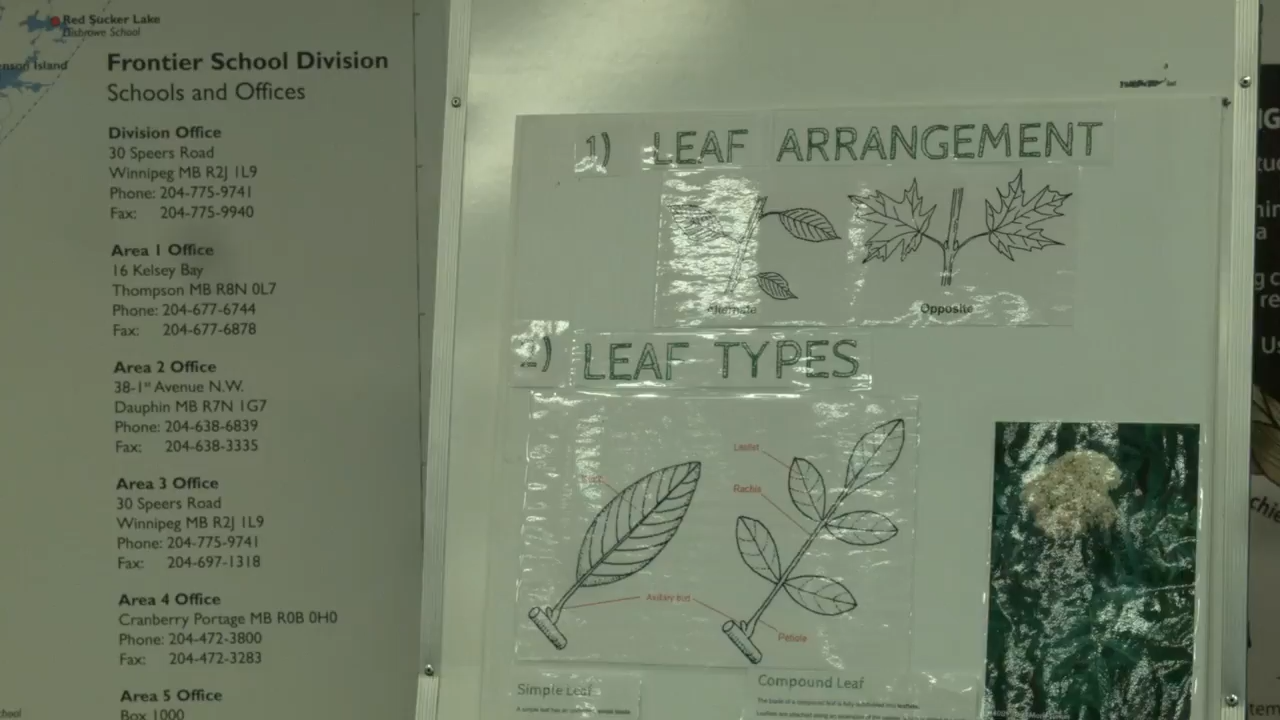 Red Sucker Lake
Island
Frontier School Division
Schools and Offices
Division Office
30 Speers Road
Winnipeg MB R2J 1L9
Phone: 204-775-9741
Fax: 204-775-9940
Area 1 Office
16 Kelsey Bay
Thompson MB R8N 0L7
Phone: 204-677-6744
Fax: 204-677-6878
Area 2 Office
38-1st Avenue N.W.
Dauphin MB R7N 1G7
Phone: 204-638-6839
Fax: 204-638-3335
Area 3 Office
30 Speers Road
Winnipeg MB R2J 1L9
Phone: 204-775-9741
Fax: 204-697-1318
Area 4 Office
Cranberry Portage MB R0B 0H0
Phone: 204-472-3800
Fax: 204-472-3283
Area 5 Office
Box 1000
1) LEAF ARRANGEMENT
Alternate
Opposite
2) LEAF TYPES
Leaflet
Rachis
Axillary bud
Petiole
Simple Leaf
Compound Leaf